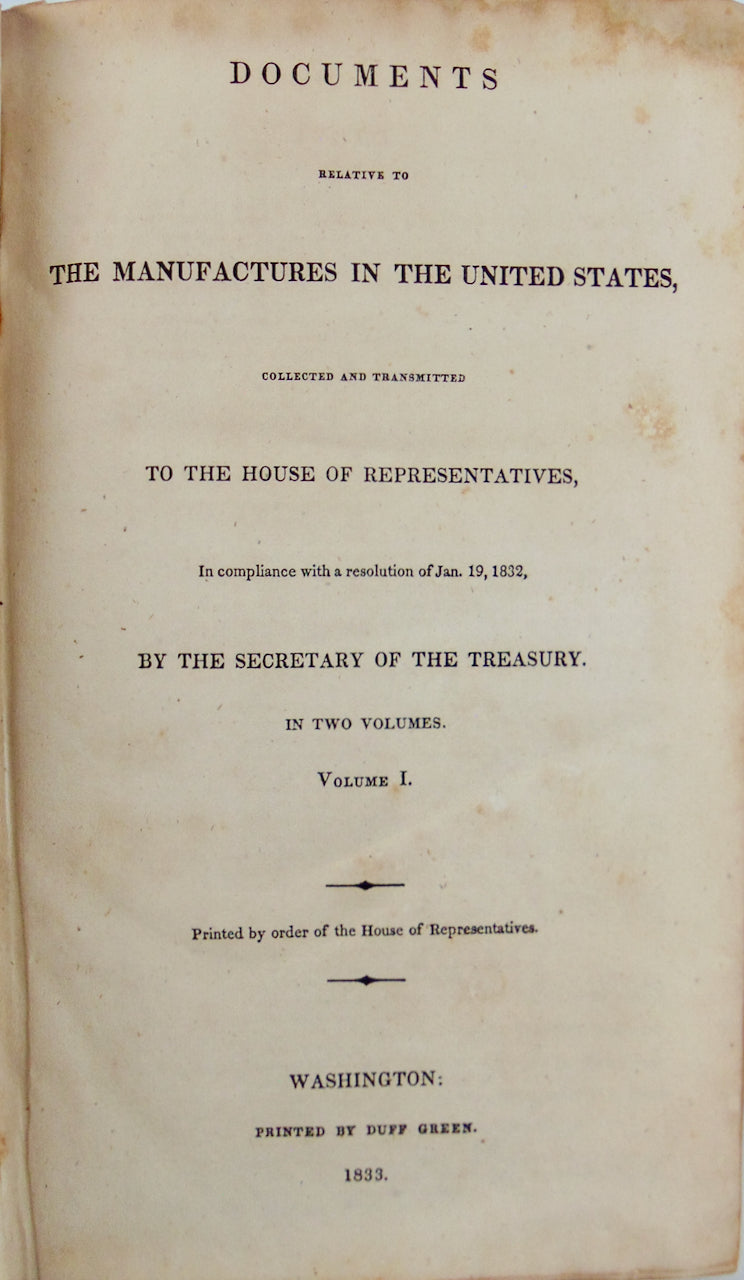 DOCUMENTS
RELATIVE TO
THE MANUFACTURES IN THE UNITED STATES,
COLLECTED AND TRANSMITTED
TO THE HOUSE OF REPRESENTATIVES,
In compliance with a resolution of Jan. 19, 1832,
BY THE SECRETARY OF THE TREASURY.
IN TWO VOLUMES.
VOLUME I.
Printed by order of the House of Representatives.
WASHINGTON:
PRINTED BY DUFF GREEN.
1833.